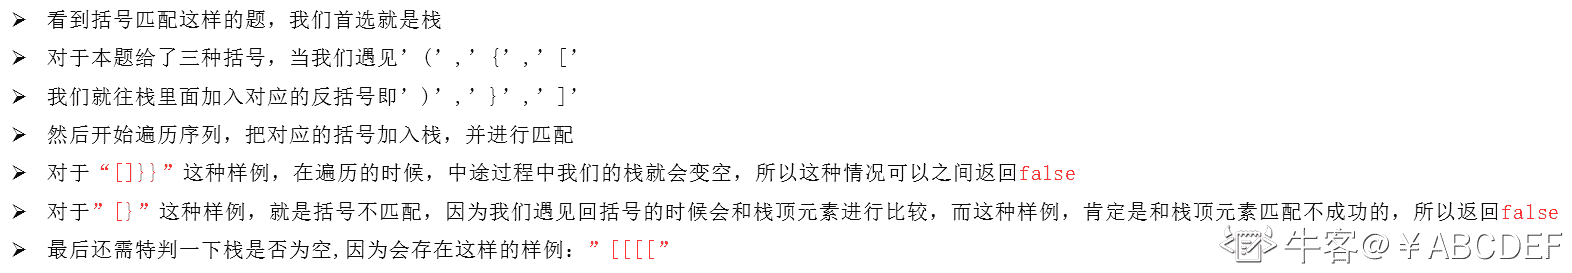 ➢ 看到括号匹配这样的题，我们首选就是栈
➢ 对于本题给了三种括号，当我们遇见’(’,’{’,’[’
➢ 我们就往栈里面加入对应的反括号即’)’,’}’,’]’
➢ 然后开始遍历序列，把对应的括号加入栈，并进行匹配
➢ 对于“[]}}”这种样例，在遍历的时候，中途过程中我们的栈就会变空，所以这种情况可以之间返回false
➢ 对于”[}”这种样例，就是括号不匹配，因为我们遇见回括号的时候会和栈顶元素进行比较，而这种样例，肯定是和栈顶元素匹配不成功的，所以返回false
➢ 最后还需特判一下栈是否为空,因为会存在这样的样例：”[[[[”
牛客@￥ABCDEF